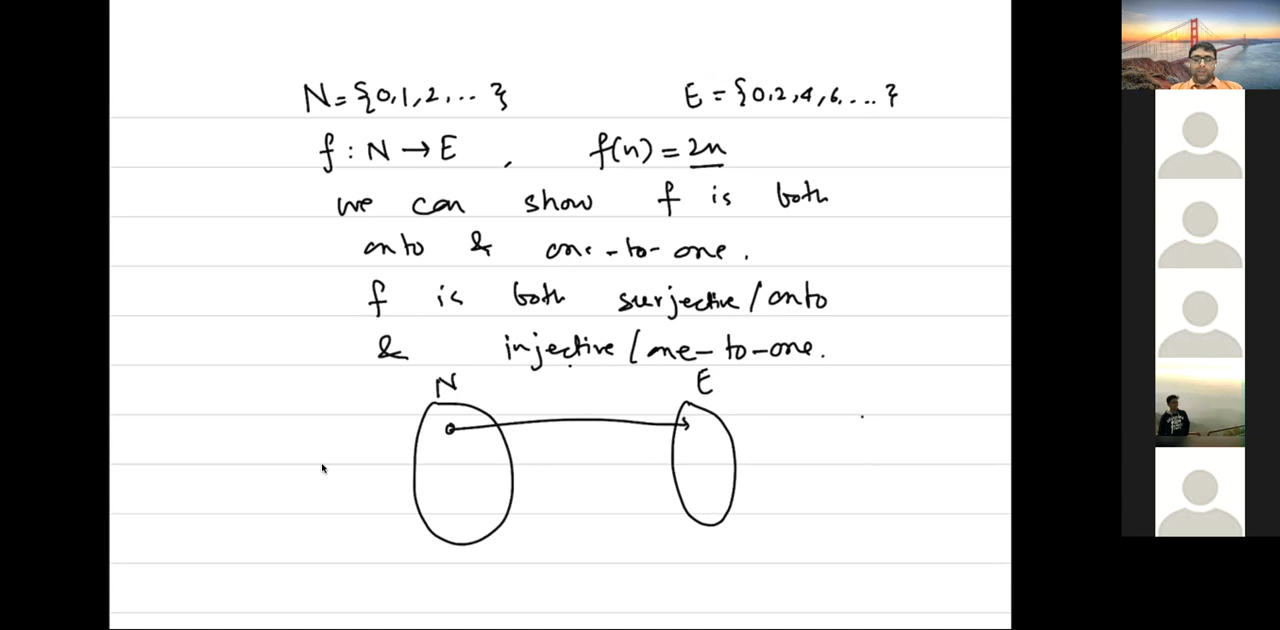 N = {0, 1, 2, ... } E = {0, 2, 4, 6, .... }
f : N → E , f(n) = 2n
we can show f is both
onto & one-to-one.
f is both surjective/onto
& injective/one-to-one.
N E